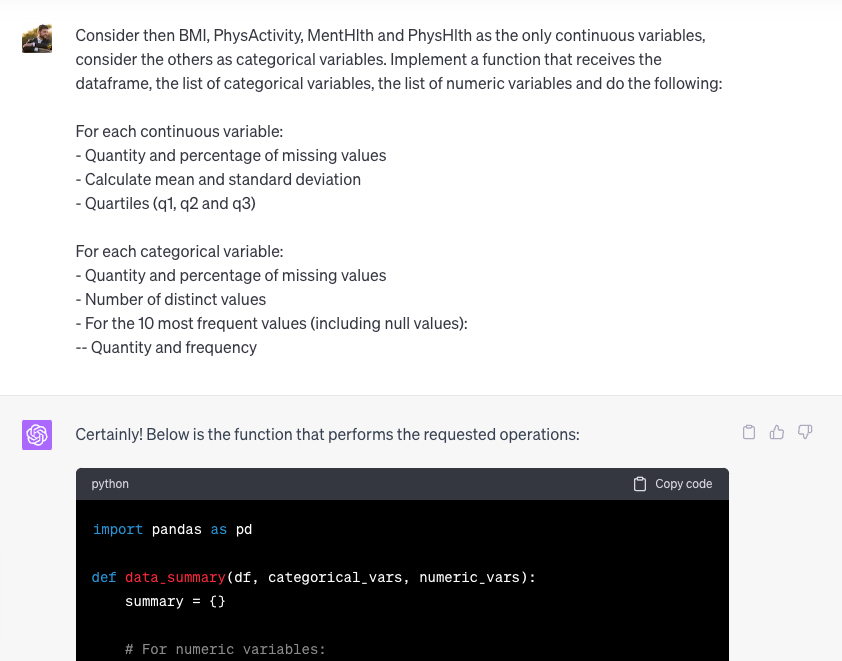 Consider then BMI, PhysActivity, MentHlth and PhysHlth as the only continuous variables,
consider the others as categorical variables. Implement a function that receives the
dataframe, the list of categorical variables, the list of numeric variables and do the following:
For each continuous variable:
- Quantity and percentage of missing values
- Calculate mean and standard deviation
- Quartiles (q1, q2 and q3)
For each categorical variable:
- Quantity and percentage of missing values
- Number of distinct values
- For the 10 most frequent values (including null values):
-- Quantity and frequency
Certainly! Below is the function that performs the requested operations:
python
Copy code
import pandas as pd
def data_summary(df, categorical_vars, numeric_vars):
summary = {}
# For numeric variables: